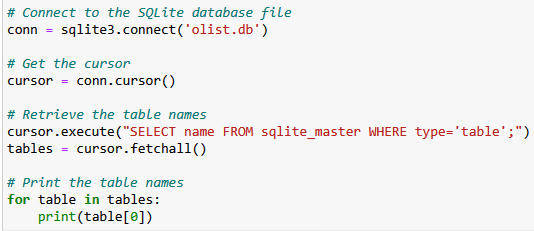 # Connect to the SQLite database file
conn = sqlite3.connect('olist.db')
# Get the cursor
cursor = conn.cursor()
# Retrieve the table names
cursor.execute("SELECT name FROM sqlite_master WHERE type='table';")
tables = cursor.fetchall()
# Print the table names
for table in tables:
    print(table[0])